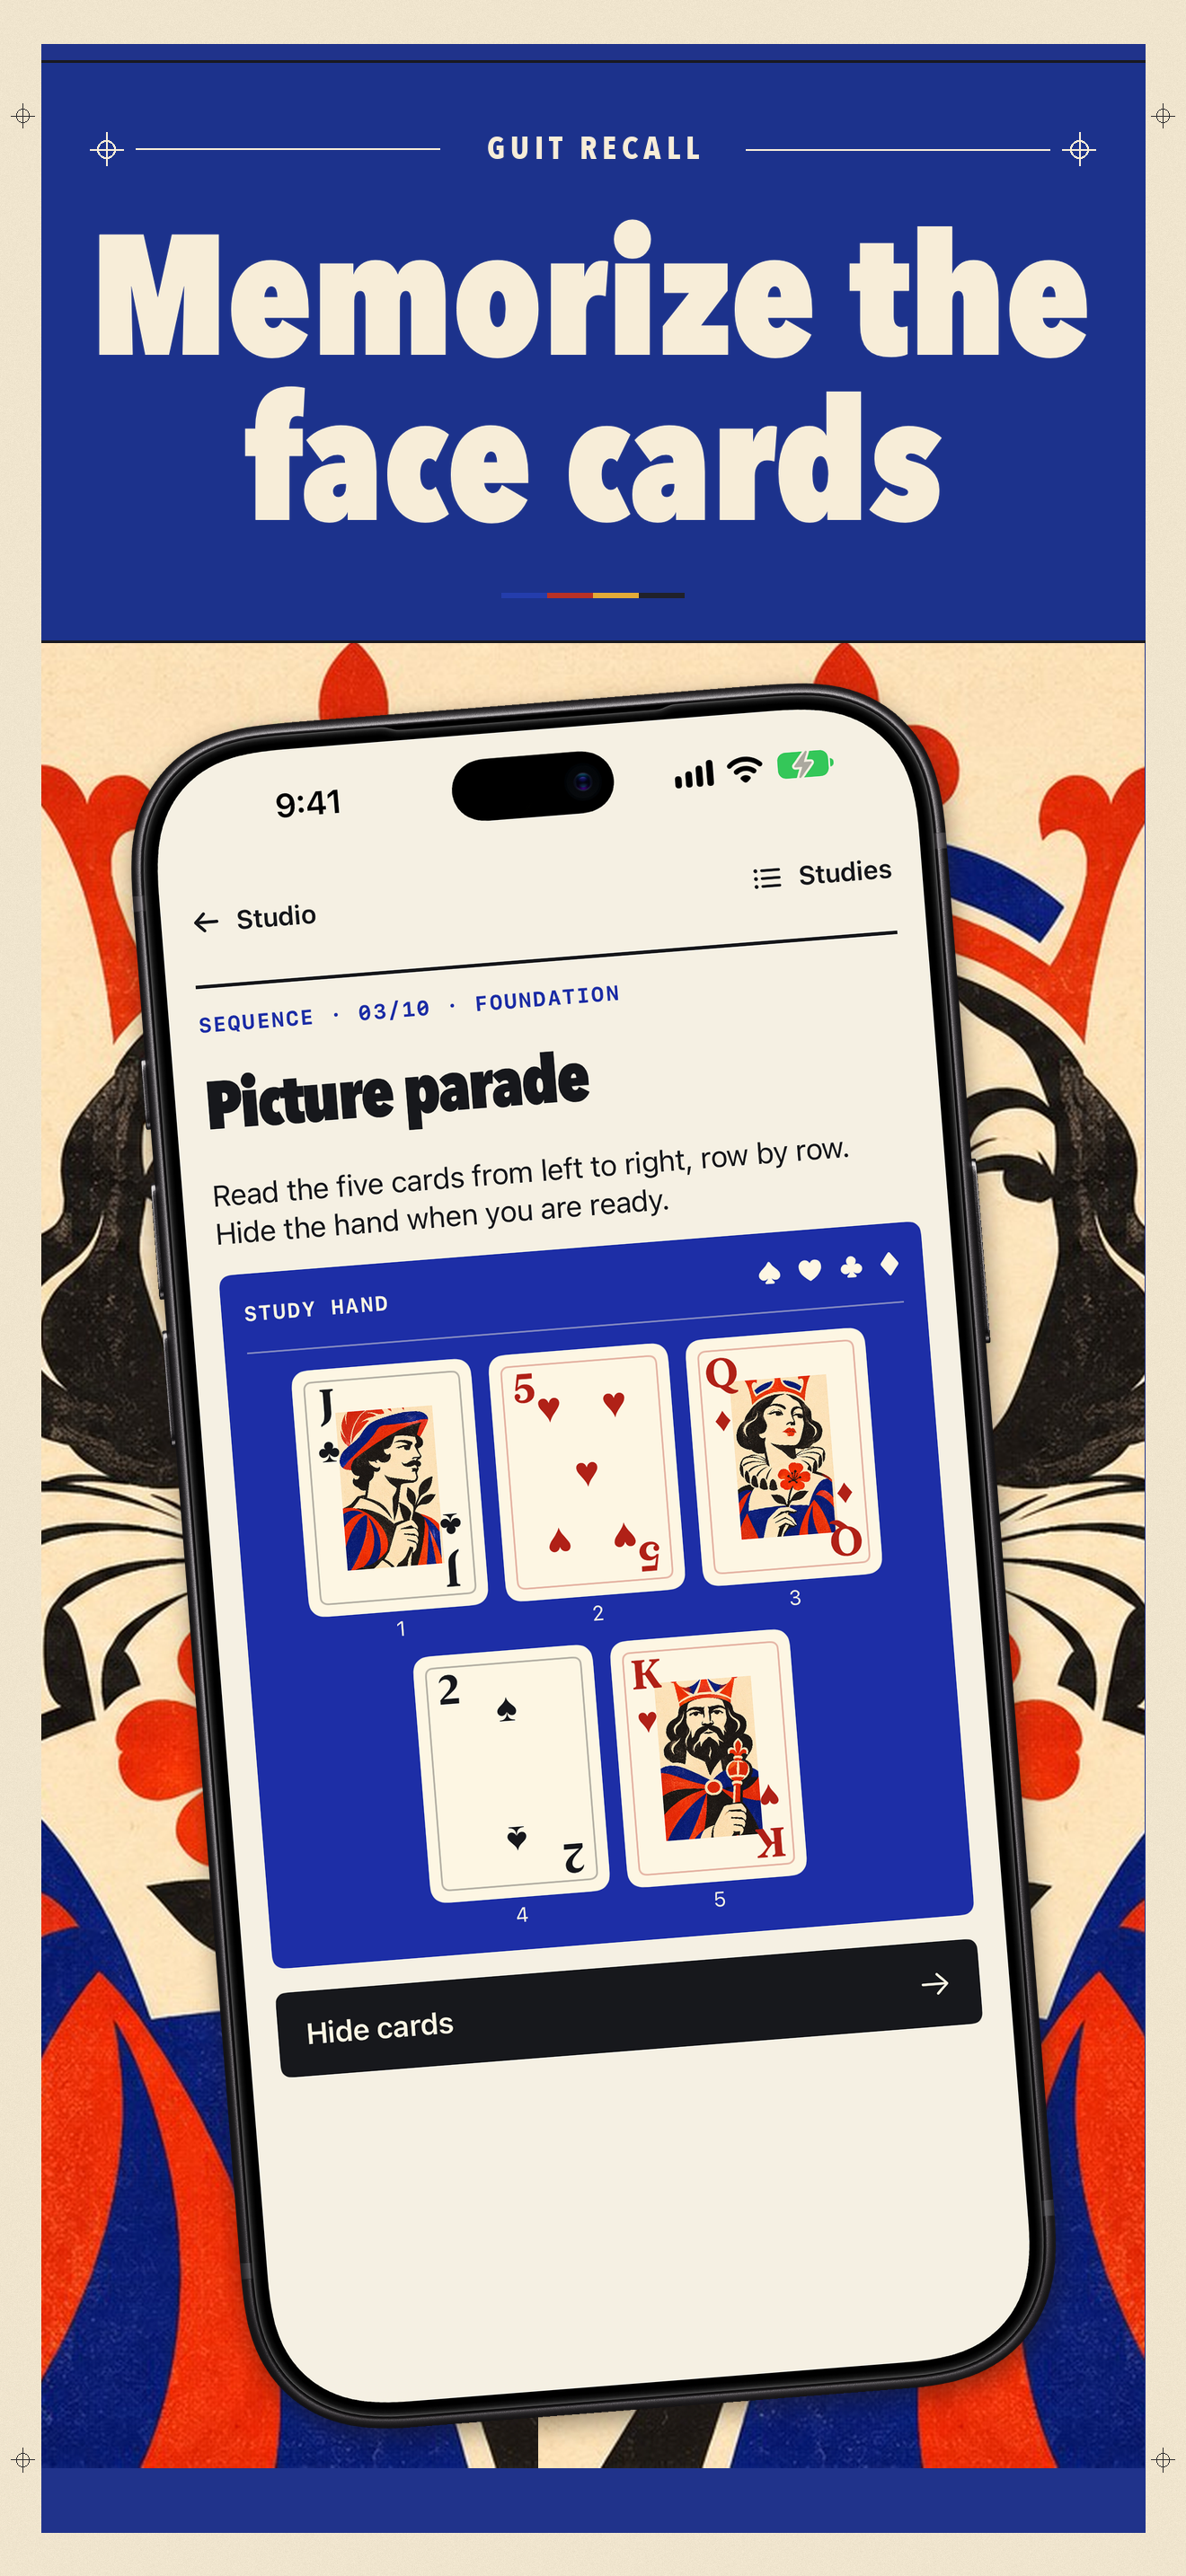 GUIT RECALL
Memorize the
face cards
9:41
Studio
Studies
SEQUENCE · 03/10 · FOUNDATION
Picture parade
Read the five cards from left to right, row by row.
Hide the hand when you are ready.
STUDY HAND
J
J
1
5
5
2
Q
Q
3
2
2
4
K
K
5
Hide cards